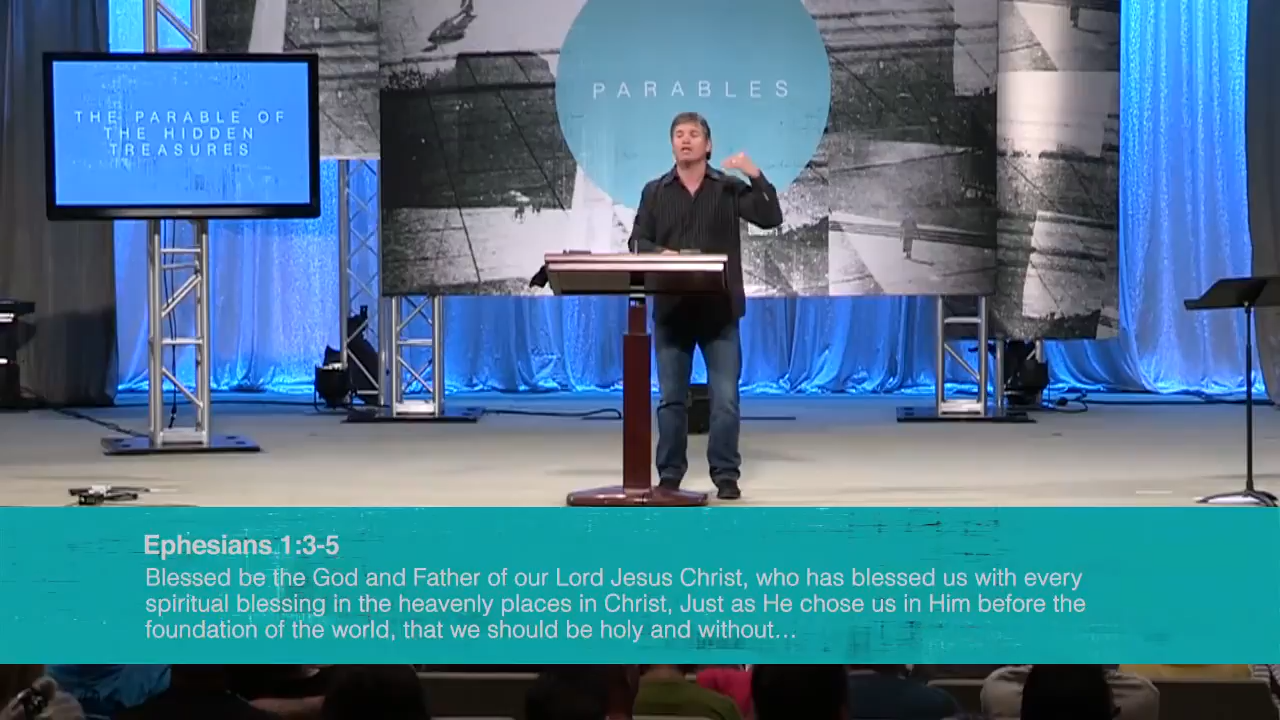 PARABLES
THE PARABLE OF
THE HIDDEN
TREASURES
Ephesians 1:3-5
Blessed be the God and Father of our Lord Jesus Christ, who has blessed us with every
spiritual blessing in the heavenly places in Christ, Just as He chose us in Him before the
foundation of the world, that we should be holy and without...